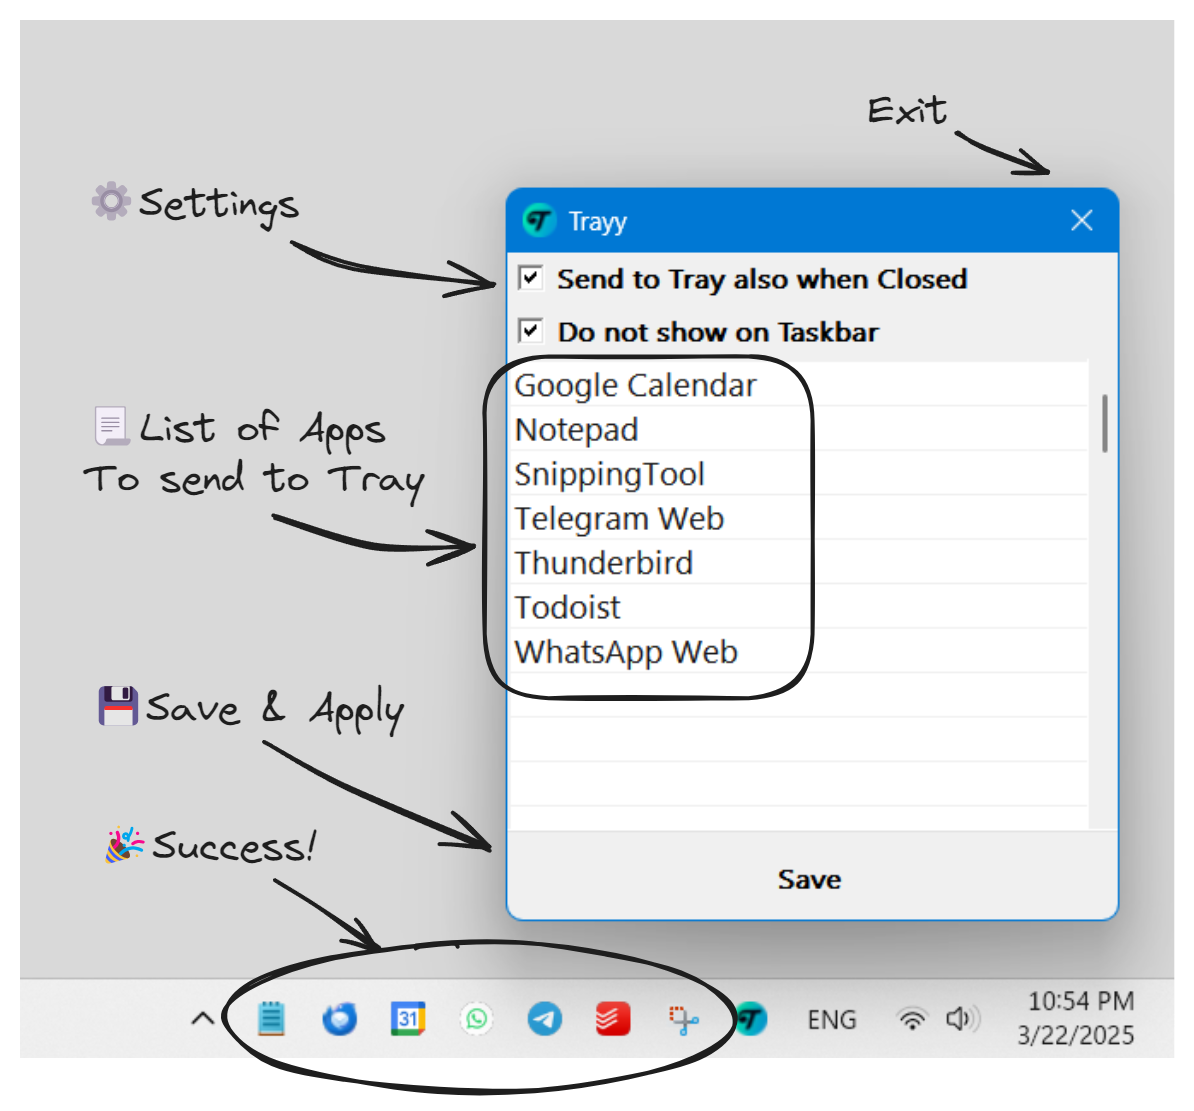 Exit
Settings
Trayy
Send to Tray also when Closed
Do not show on Taskbar
List of Apps
To send to Tray
Google Calendar
Notepad
SnippingTool
Telegram Web
Thunderbird
Todoist
WhatsApp Web
Save & Apply
Success!
Save
31
ENG
10:54 PM
3/22/2025